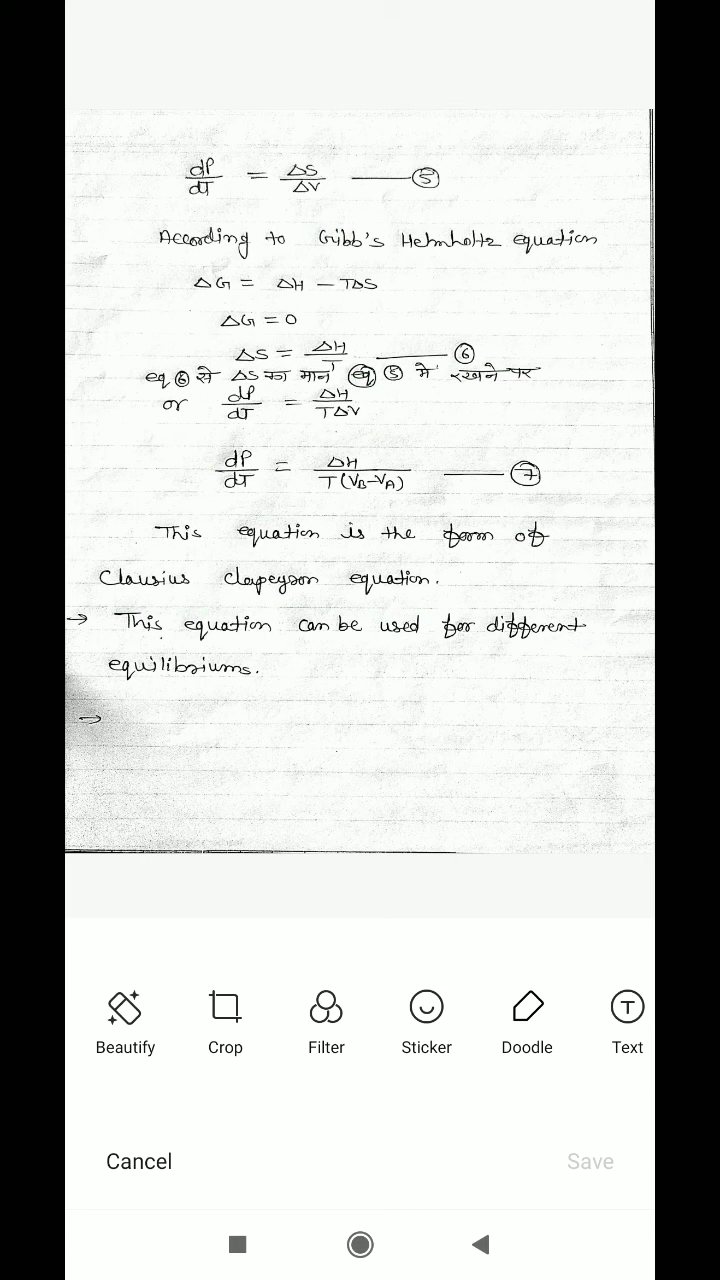 dP/dT = ΔS/ΔV —— ⑤
According to Gibb's Helmholtz equation
ΔG = ΔH – TΔS
ΔG = 0
ΔS = ΔH/T —— ⑥
eq ⑥ से ΔS का मान eq ⑤ में रखने पर
or dP/dT = ΔH/TΔV
dP/dT = ΔH/T(VB–VA) —— ⑦
This equation is the form of
Clausius clapeyron equation.
→ This equation can be used for different
equilibriums.
→
Beautify Crop Filter Sticker Doodle Text
Cancel Save